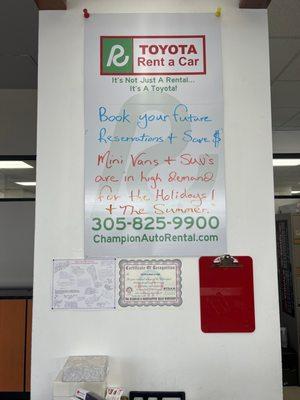 TOYOTA
Rent a Car
It's Not Just A Rental...
It's A Toyota!
Book your future
Reservations & Save $
Mini Vans & SUV's
are in high demand
for the Holidays!
& The Summer.
305-825-9900
ChampionAutoRental.com
Certificate of Recognition